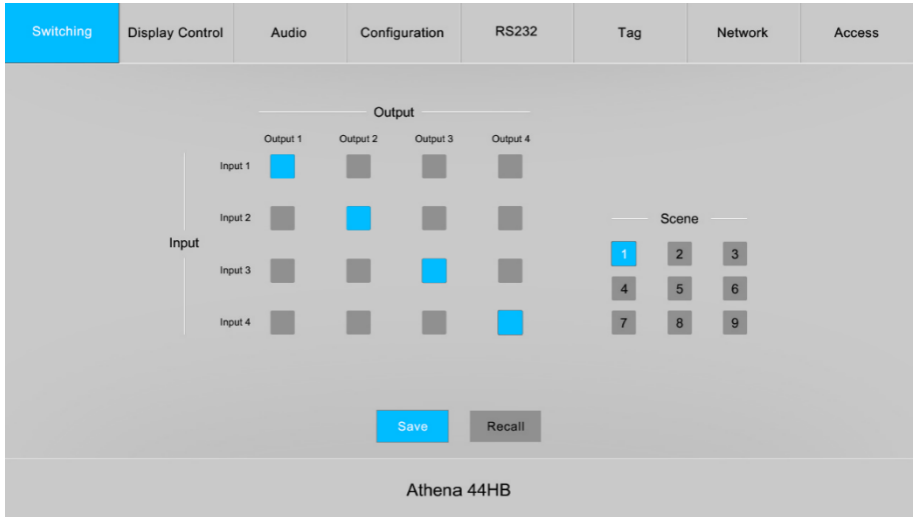 Switching Display Control Audio Configuration RS232 Tag Network Access
Output
Output 1 Output 2 Output 3 Output 4
Input 1
Input 2
Input
Input 3
Input 4
Scene
1 2 3
4 5 6
7 8 9
Save Recall
Athena 44HB